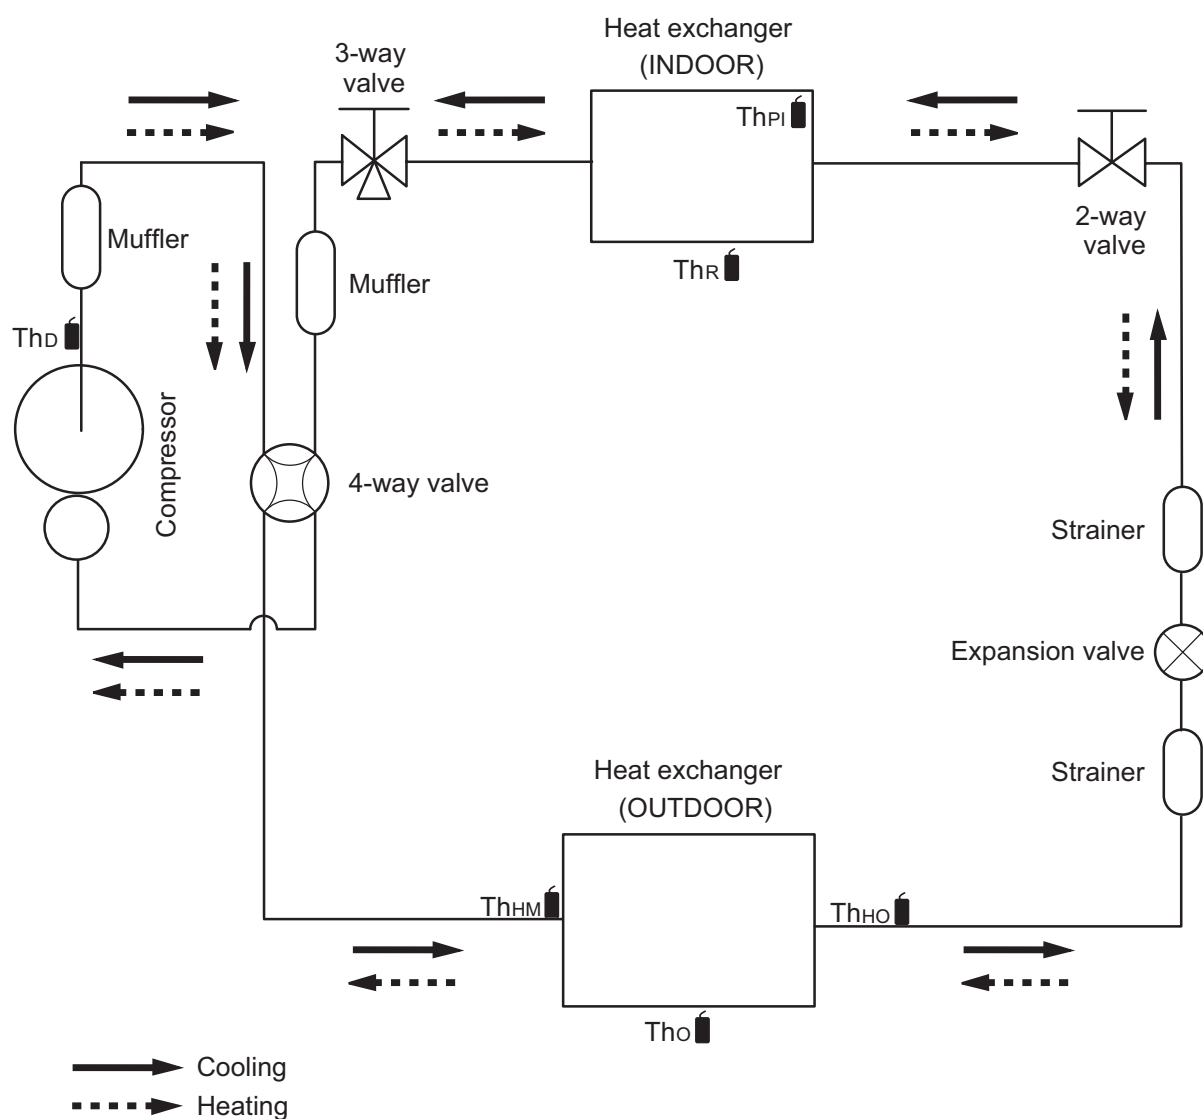 Heat exchanger
(INDOOR)
3-way
valve
ThPI
Muffler
2-way
valve
ThR
Muffler
ThD
Compressor
4-way valve
Strainer
Expansion valve
Heat exchanger
(OUTDOOR)
Strainer
ThHM
ThHO
ThO
Cooling
Heating